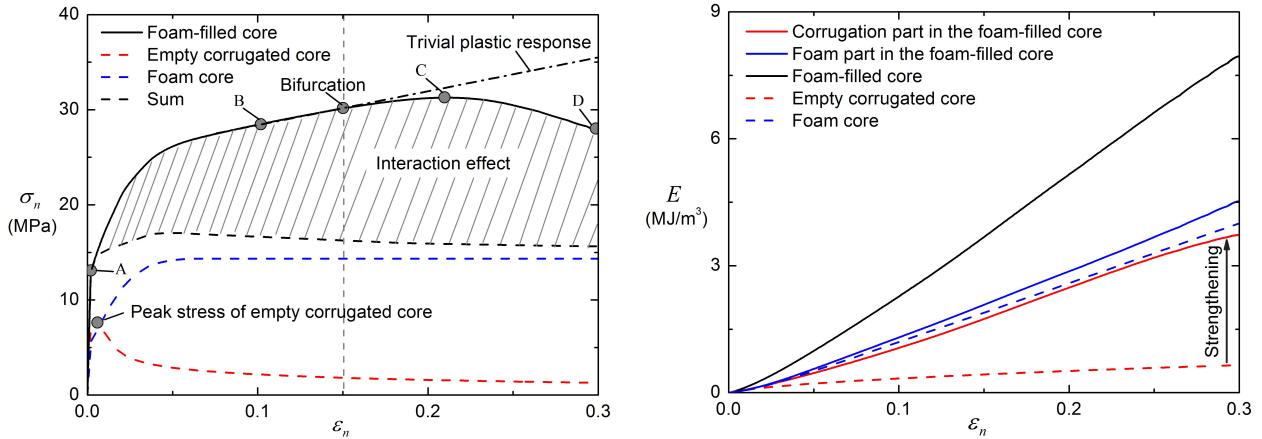 40
30
20
10
0
σn
(MPa)
Foam-filled core
Empty corrugated core
Foam core
Sum
Trivial plastic response
Bifurcation
A
B
C
D
Interaction effect
Peak stress of empty corrugated core
0.0
0.1
0.2
0.3
εn
9
6
3
0
E
(MJ/m³)
Corrugation part in the foam-filled core
Foam part in the foam-filled core
Foam-filled core
Empty corrugated core
Foam core
Strengthening
0.0
0.1
0.2
0.3
εn